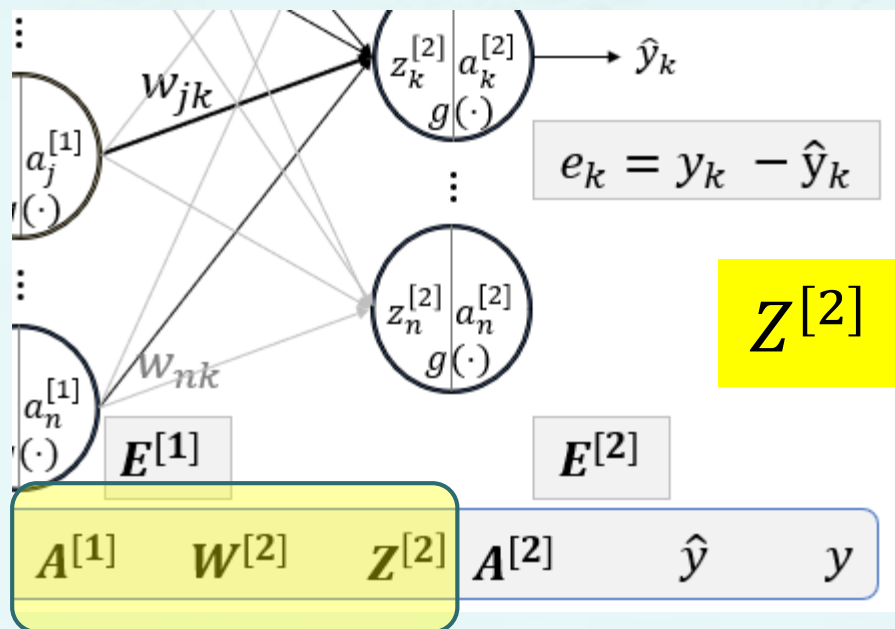 ⋮
z_k^[2] a_k^[2]
g(·)
ŷ_k
w_jk
a_j^[1]
(·)
e_k = y_k − ŷ_k
⋮
⋮
z_n^[2] a_n^[2]
g(·)
Z^[2]
w_nk
a_n^[1]
(·)
E^[1] E^[2]
A^[1] W^[2] Z^[2] A^[2] ŷ y